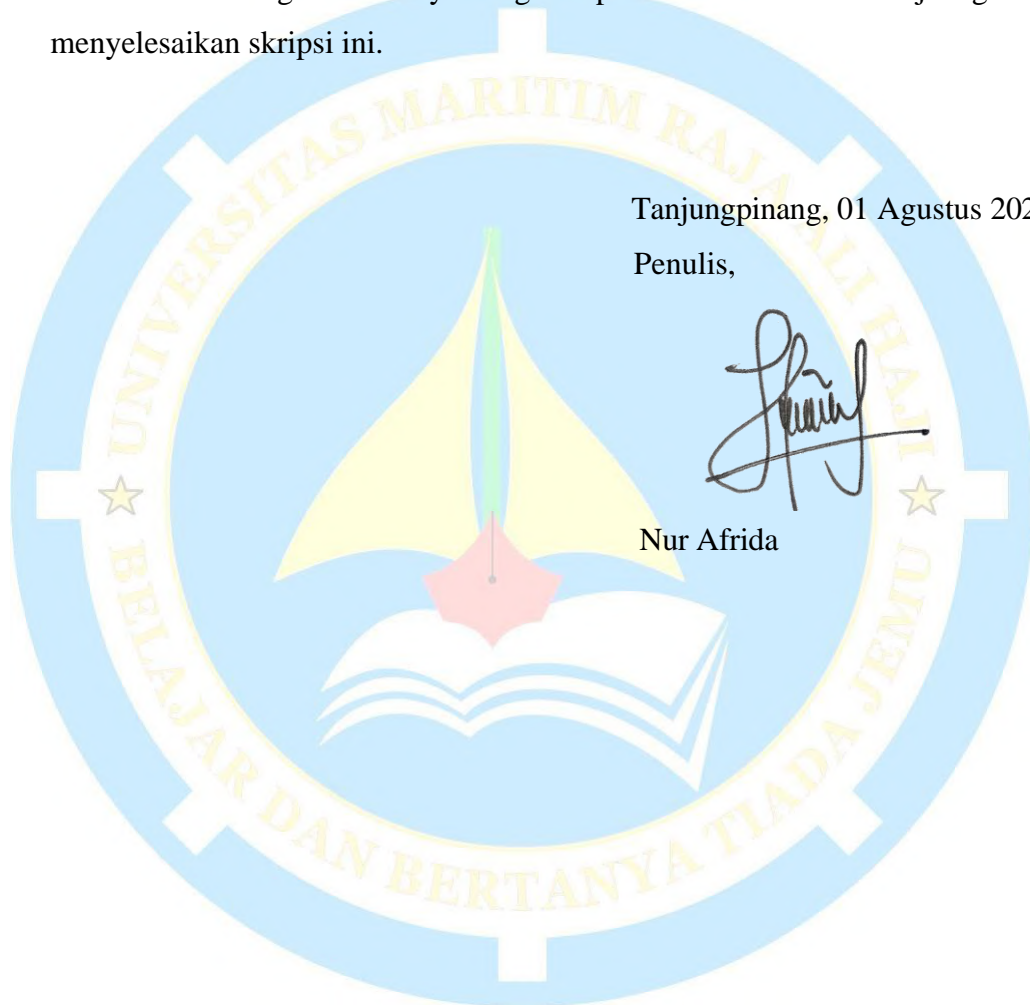 menyelesaikan skripsi ini.
UNIVERSITAS MARITIM RAJA ALI HAJI
Tanjungpinang, 01 Agustus
Penulis,
Nur Afrida
BELAJAR DAN BERTANYA TIADA JEMU